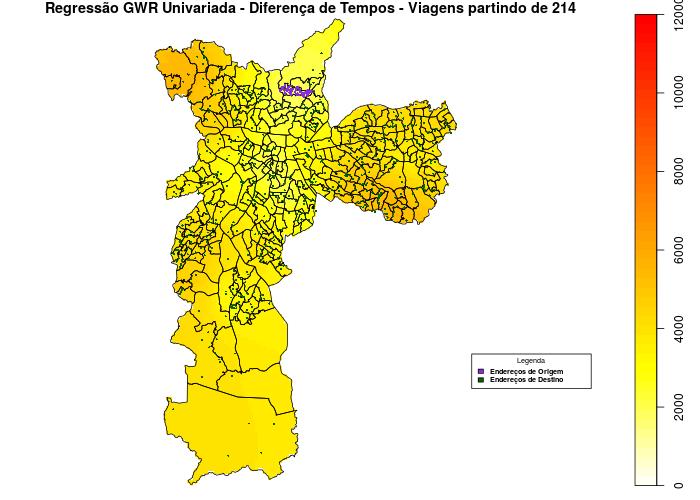 Regressão GWR Univariada - Diferença de Tempos - Viagens partindo de 214
12000
10000
8000
6000
4000
2000
0
Legenda
Endereços de Origem
Endereços de Destino